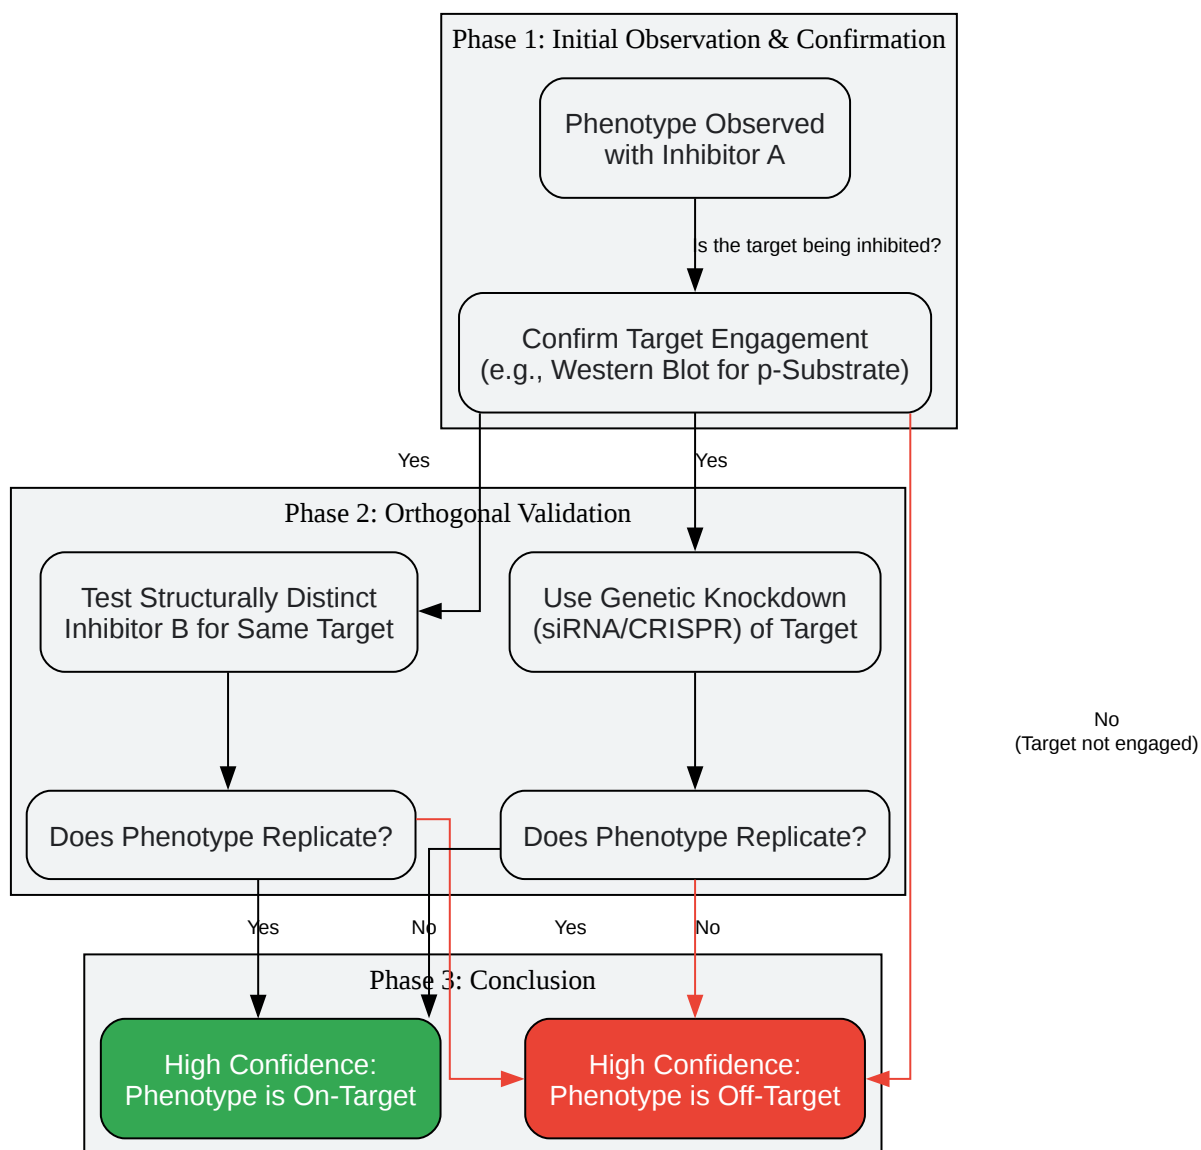 Phase 1: Initial Observation & Confirmation
Phenotype Observed
with Inhibitor A
Is the target being inhibited?
Confirm Target Engagement
(e.g., Western Blot for p-Substrate)
Yes
Yes
Phase 2: Orthogonal Validation
Test Structurally Distinct
Inhibitor B for Same Target
Use Genetic Knockdown
(siRNA/CRISPR) of Target
No
(Target not engaged)
Does Phenotype Replicate?
Does Phenotype Replicate?
Yes
No
Yes
No
Phase 3: Conclusion
High Confidence:
Phenotype is On-Target
High Confidence:
Phenotype is Off-Target